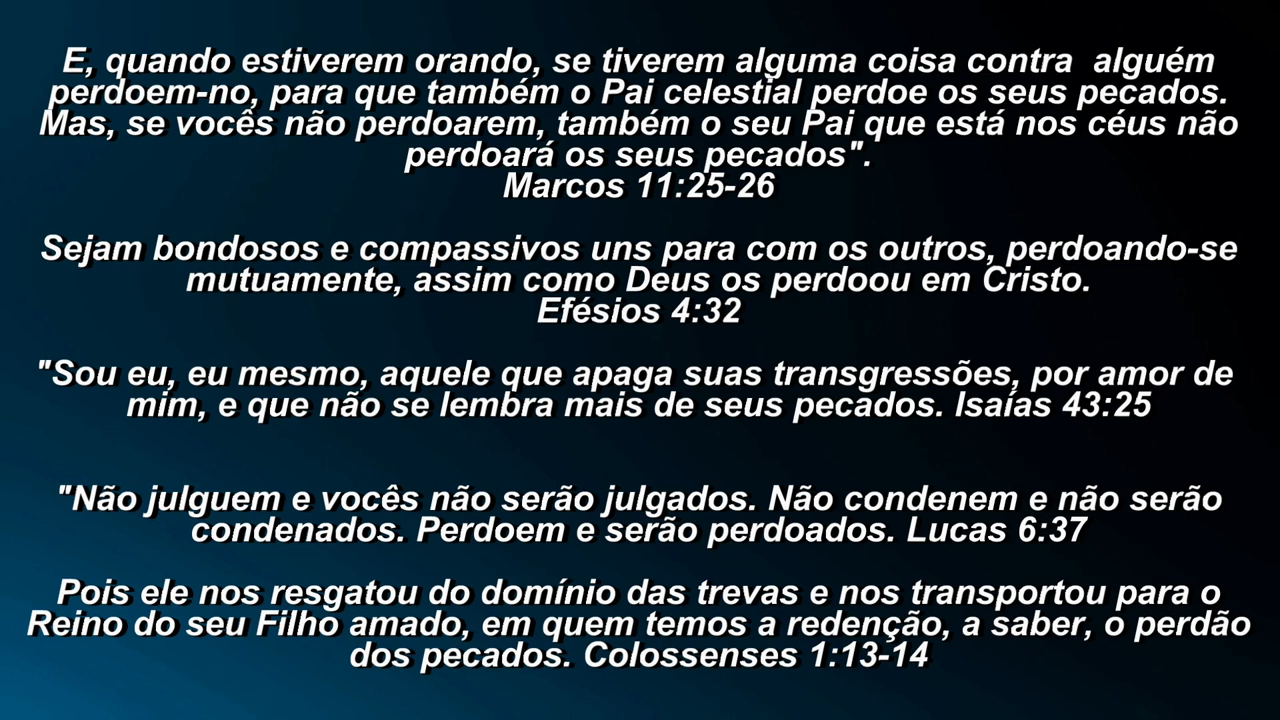 E, quando estiverem orando, se tiverem alguma coisa contra  alguém
perdoem-no, para que também o Pai celestial perdoe os seus pecados.
Mas, se vocês não perdoarem, também o seu Pai que está nos céus não
perdoará os seus pecados".
Marcos 11:25-26
Sejam bondosos e compassivos uns para com os outros, perdoando-se
mutuamente, assim como Deus os perdoou em Cristo.
Efésios 4:32
"Sou eu, eu mesmo, aquele que apaga suas transgressões, por amor de
mim, e que não se lembra mais de seus pecados. Isaías 43:25
"Não julguem e vocês não serão julgados. Não condenem e não serão
condenados. Perdoem e serão perdoados. Lucas 6:37
Pois ele nos resgatou do domínio das trevas e nos transportou para o
Reino do seu Filho amado, em quem temos a redenção, a saber, o perdão
dos pecados. Colossenses 1:13-14